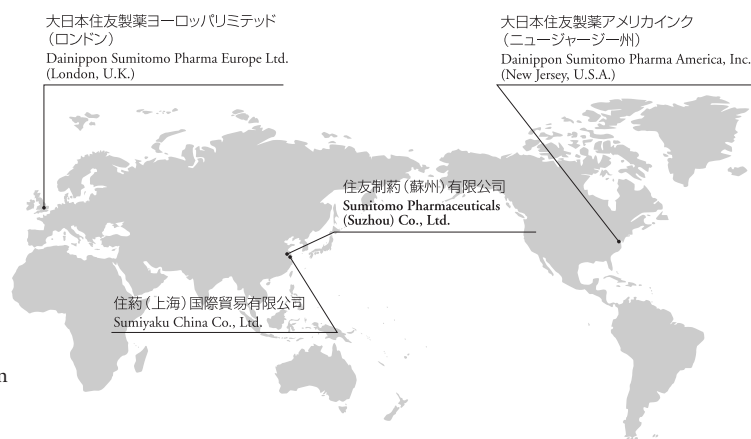 大日本住友製薬ヨーロッパリミテッド
（ロンドン）
Dainippon Sumitomo Pharma Europe Ltd.
(London, U.K.)
大日本住友製薬アメリカインク
（ニュージャージー州）
Dainippon Sumitomo Pharma America, Inc.
(New Jersey, U.S.A.)
住友制葯（蘇州）有限公司
Sumitomo Pharmaceuticals
(Suzhou) Co., Ltd.
住葯（上海）国際貿易有限公司
Sumiyaku China Co., Ltd.
n